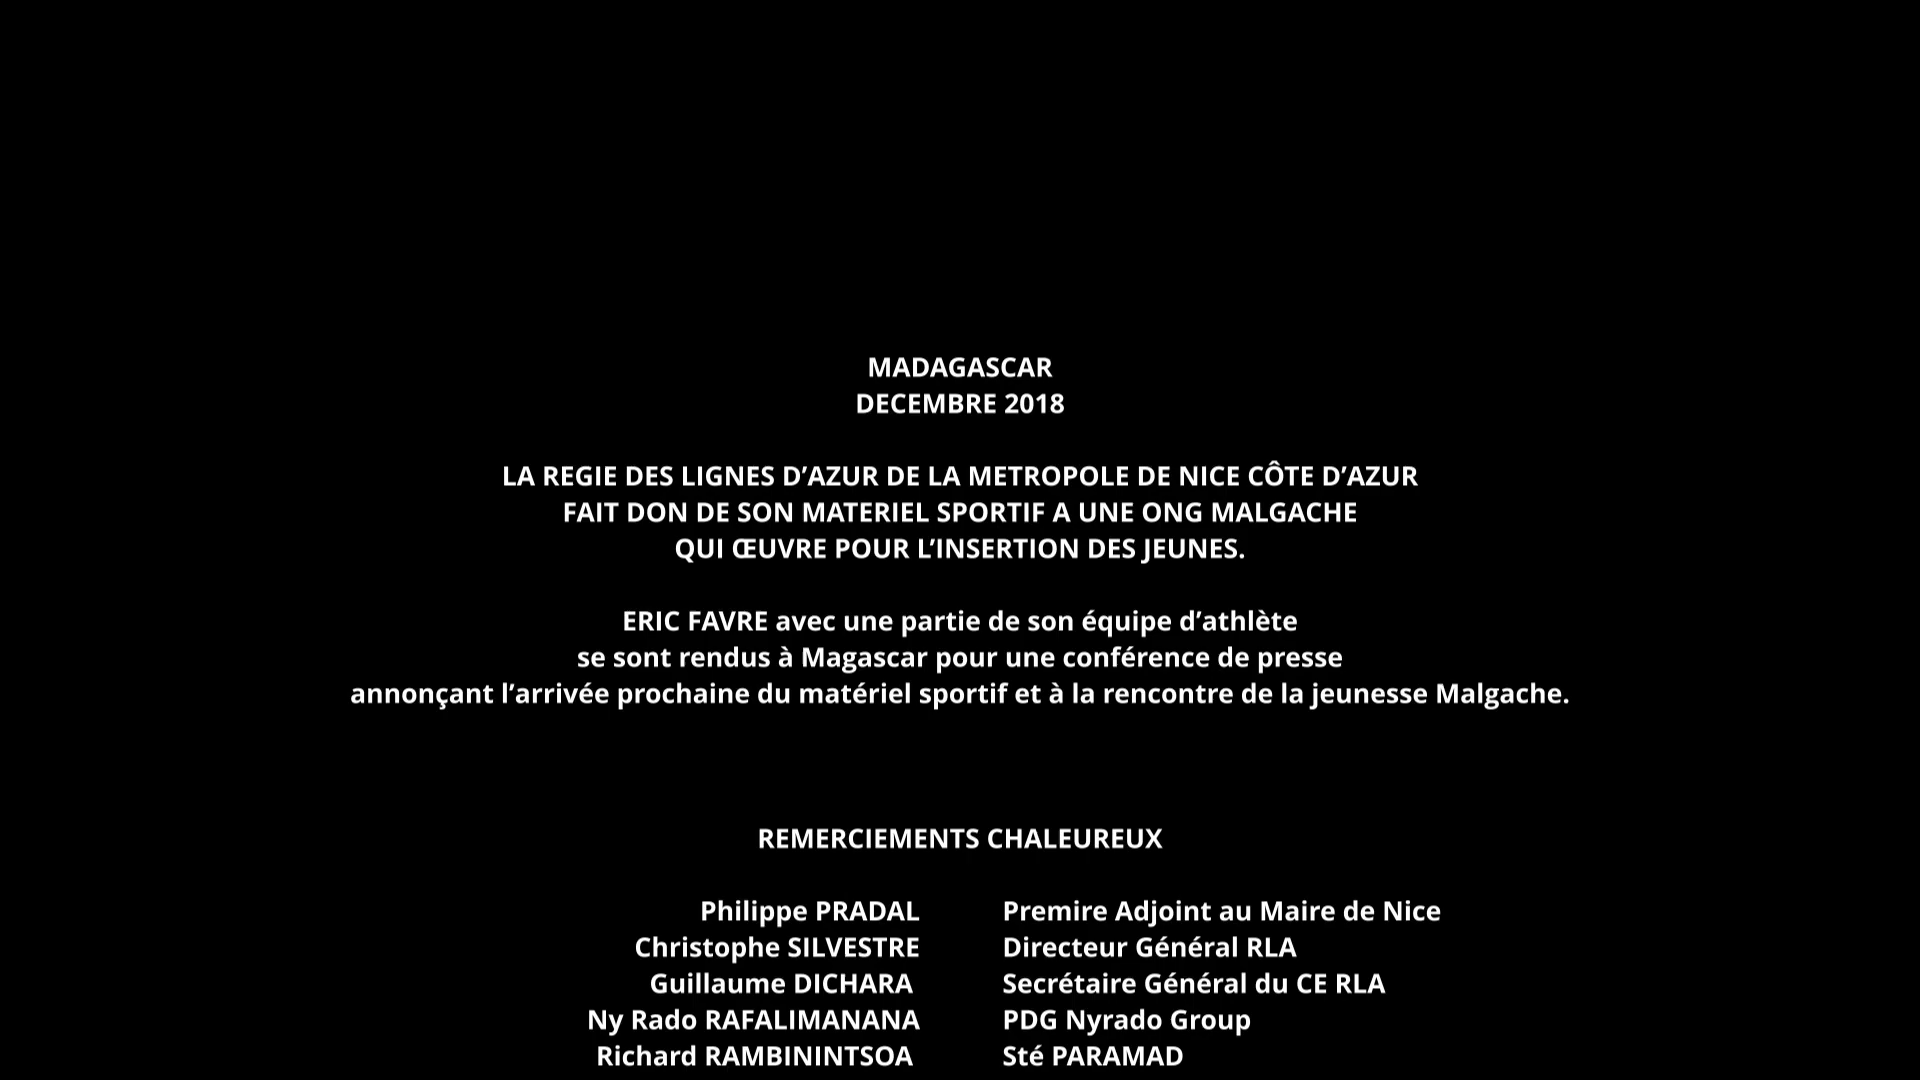 MADAGASCAR
DECEMBRE 2018
LA REGIE DES LIGNES D’AZUR DE LA METROPOLE DE NICE CÔTE D’AZUR
FAIT DON DE SON MATERIEL SPORTIF A UNE ONG MALGACHE
QUI ŒUVRE POUR L’INSERTION DES JEUNES.
ERIC FAVRE avec une partie de son équipe d’athlète
se sont rendus à Magascar pour une conférence de presse
annonçant l’arrivée prochaine du matériel sportif et à la rencontre de la jeunesse Malgache.
REMERCIEMENTS CHALEUREUX
Philippe PRADAL Premire Adjoint au Maire de Nice
Christophe SILVESTRE Directeur Général RLA
Guillaume DICHARA Secrétaire Général du CE RLA
Ny Rado RAFALIMANANA PDG Nyrado Group
Richard RAMBININTSOA Sté PARAMAD